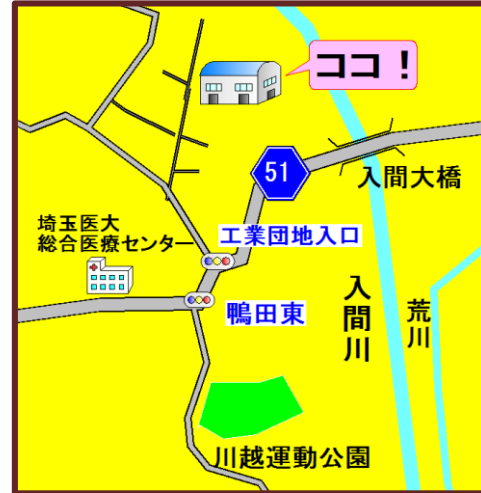 ココ！
51
入間大橋
埼玉医大
総合医療センター
工業団地入口
鴨田東
入間川
荒川
川越運動公園